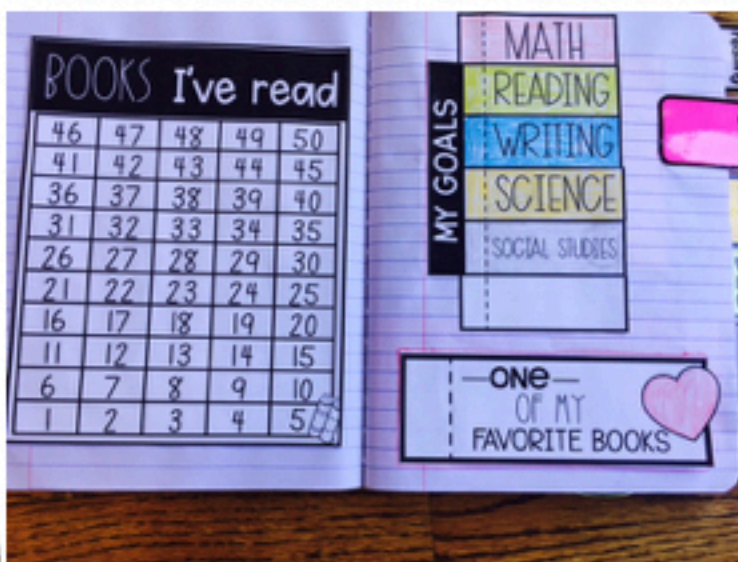 BOOKS I've read
46 47 48 49 50
41 42 43 44 45
36 37 38 39 40
31 32 33 34 35
26 27 28 29 30
21 22 23 24 25
16 17 18 19 20
11 12 13 14 15
6 7 8 9 10
1 2 3 4 5
MY GOALS
MATH
READING
WRITING
SCIENCE
SOCIAL STUDIES
ONE
OF MY
FAVORITE BOOKS